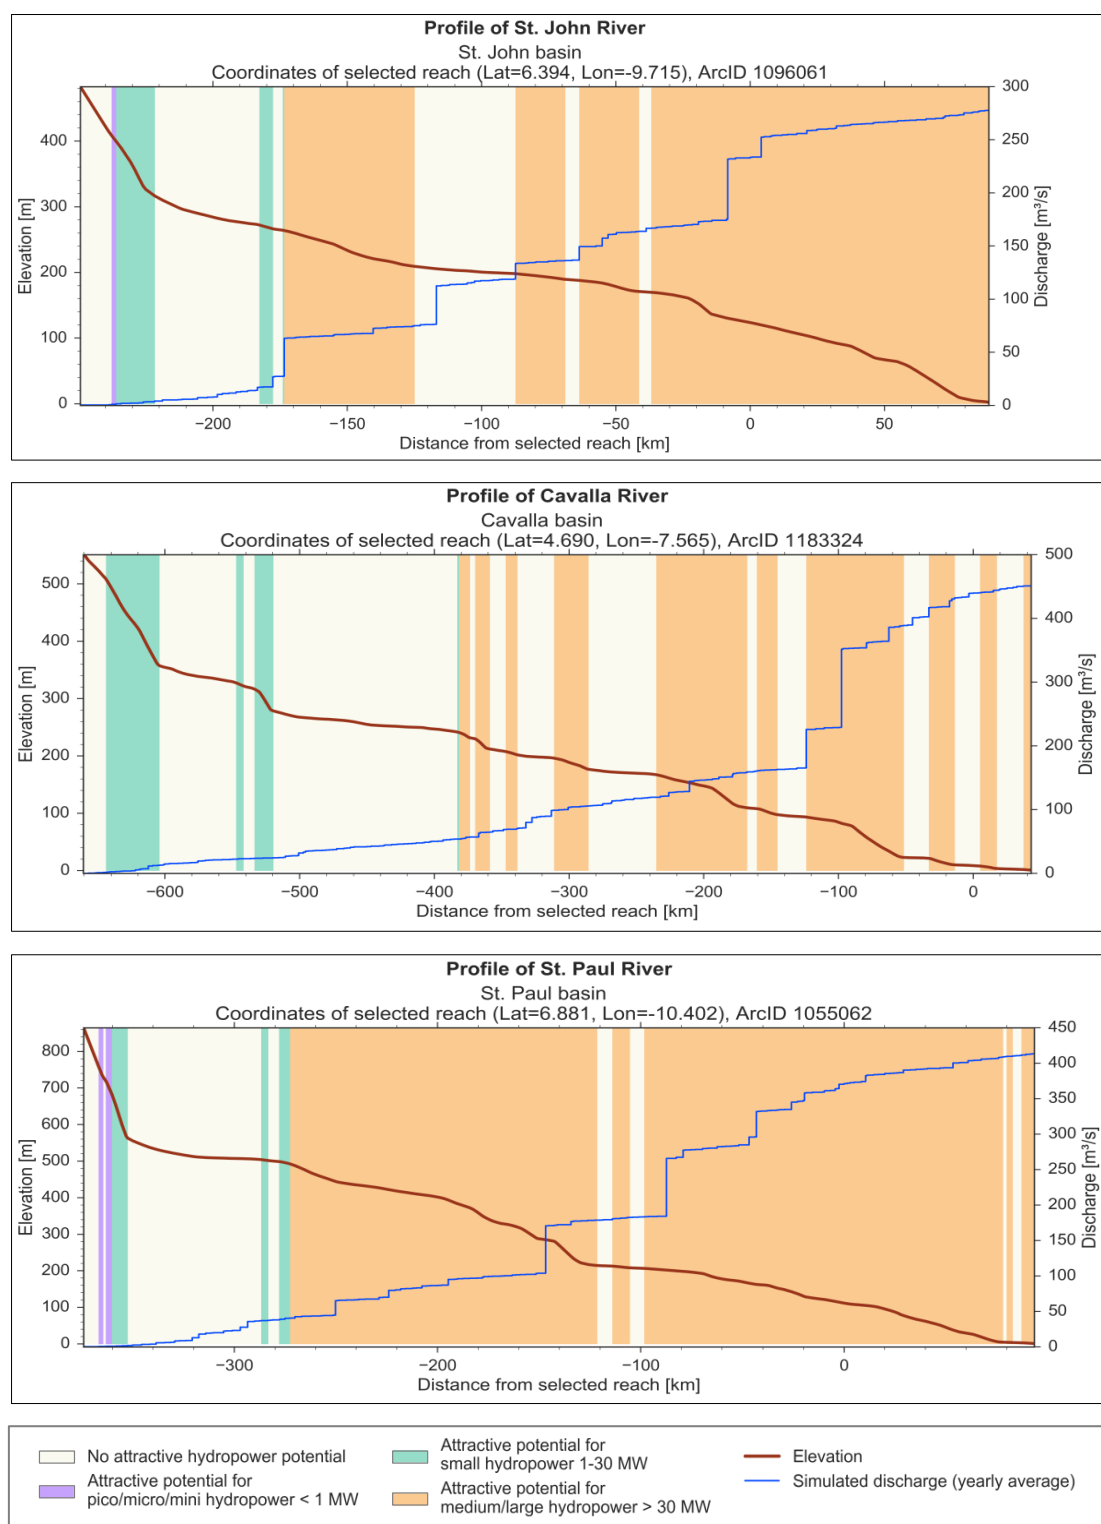 Profile of St. John River
St. John basin
Coordinates of selected reach (Lat=6.394, Lon=-9.715), ArcID 1096061
Elevation [m]
400
300
200
100
0
300
250
200
150
100
50
0
Discharge [m³/s]
−200 −150 −100 −50 0 50
Distance from selected reach [km]
Profile of Cavalla River
Cavalla basin
Coordinates of selected reach (Lat=4.690, Lon=-7.565), ArcID 1183324
Elevation [m]
500
400
300
200
100
0
500
400
300
200
100
0
Discharge [m³/s]
−600 −500 −400 −300 −200 −100 0
Distance from selected reach [km]
Profile of St. Paul River
St. Paul basin
Coordinates of selected reach (Lat=6.881, Lon=-10.402), ArcID 1055062
Elevation [m]
800
700
600
500
400
300
200
100
0
450
400
350
300
250
200
150
100
50
0
Discharge [m³/s]
−300 −200 −100 0
Distance from selected reach [km]
No attractive hydropower potential
Attractive potential for
pico/micro/mini hydropower < 1 MW
Attractive potential for
small hydropower 1-30 MW
Attractive potential for
medium/large hydropower > 30 MW
Elevation
Simulated discharge (yearly average)